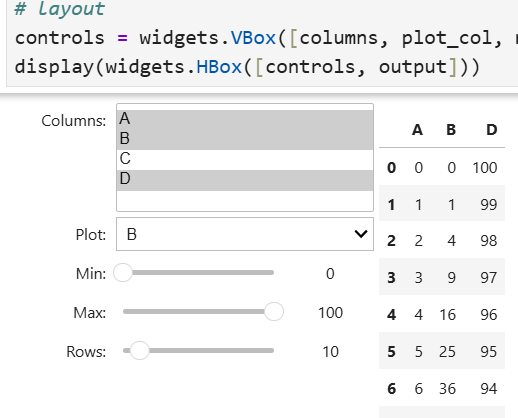 # layout
controls = widgets.VBox([columns, plot_col,
display(widgets.HBox([controls, output]))
Columns:
A
B
C
D
Plot: B
Min: 0
Max: 100
Rows: 10
A B D
0 0 0 100
1 1 1 99
2 2 4 98
3 3 9 97
4 4 16 96
5 5 25 95
6 6 36 94